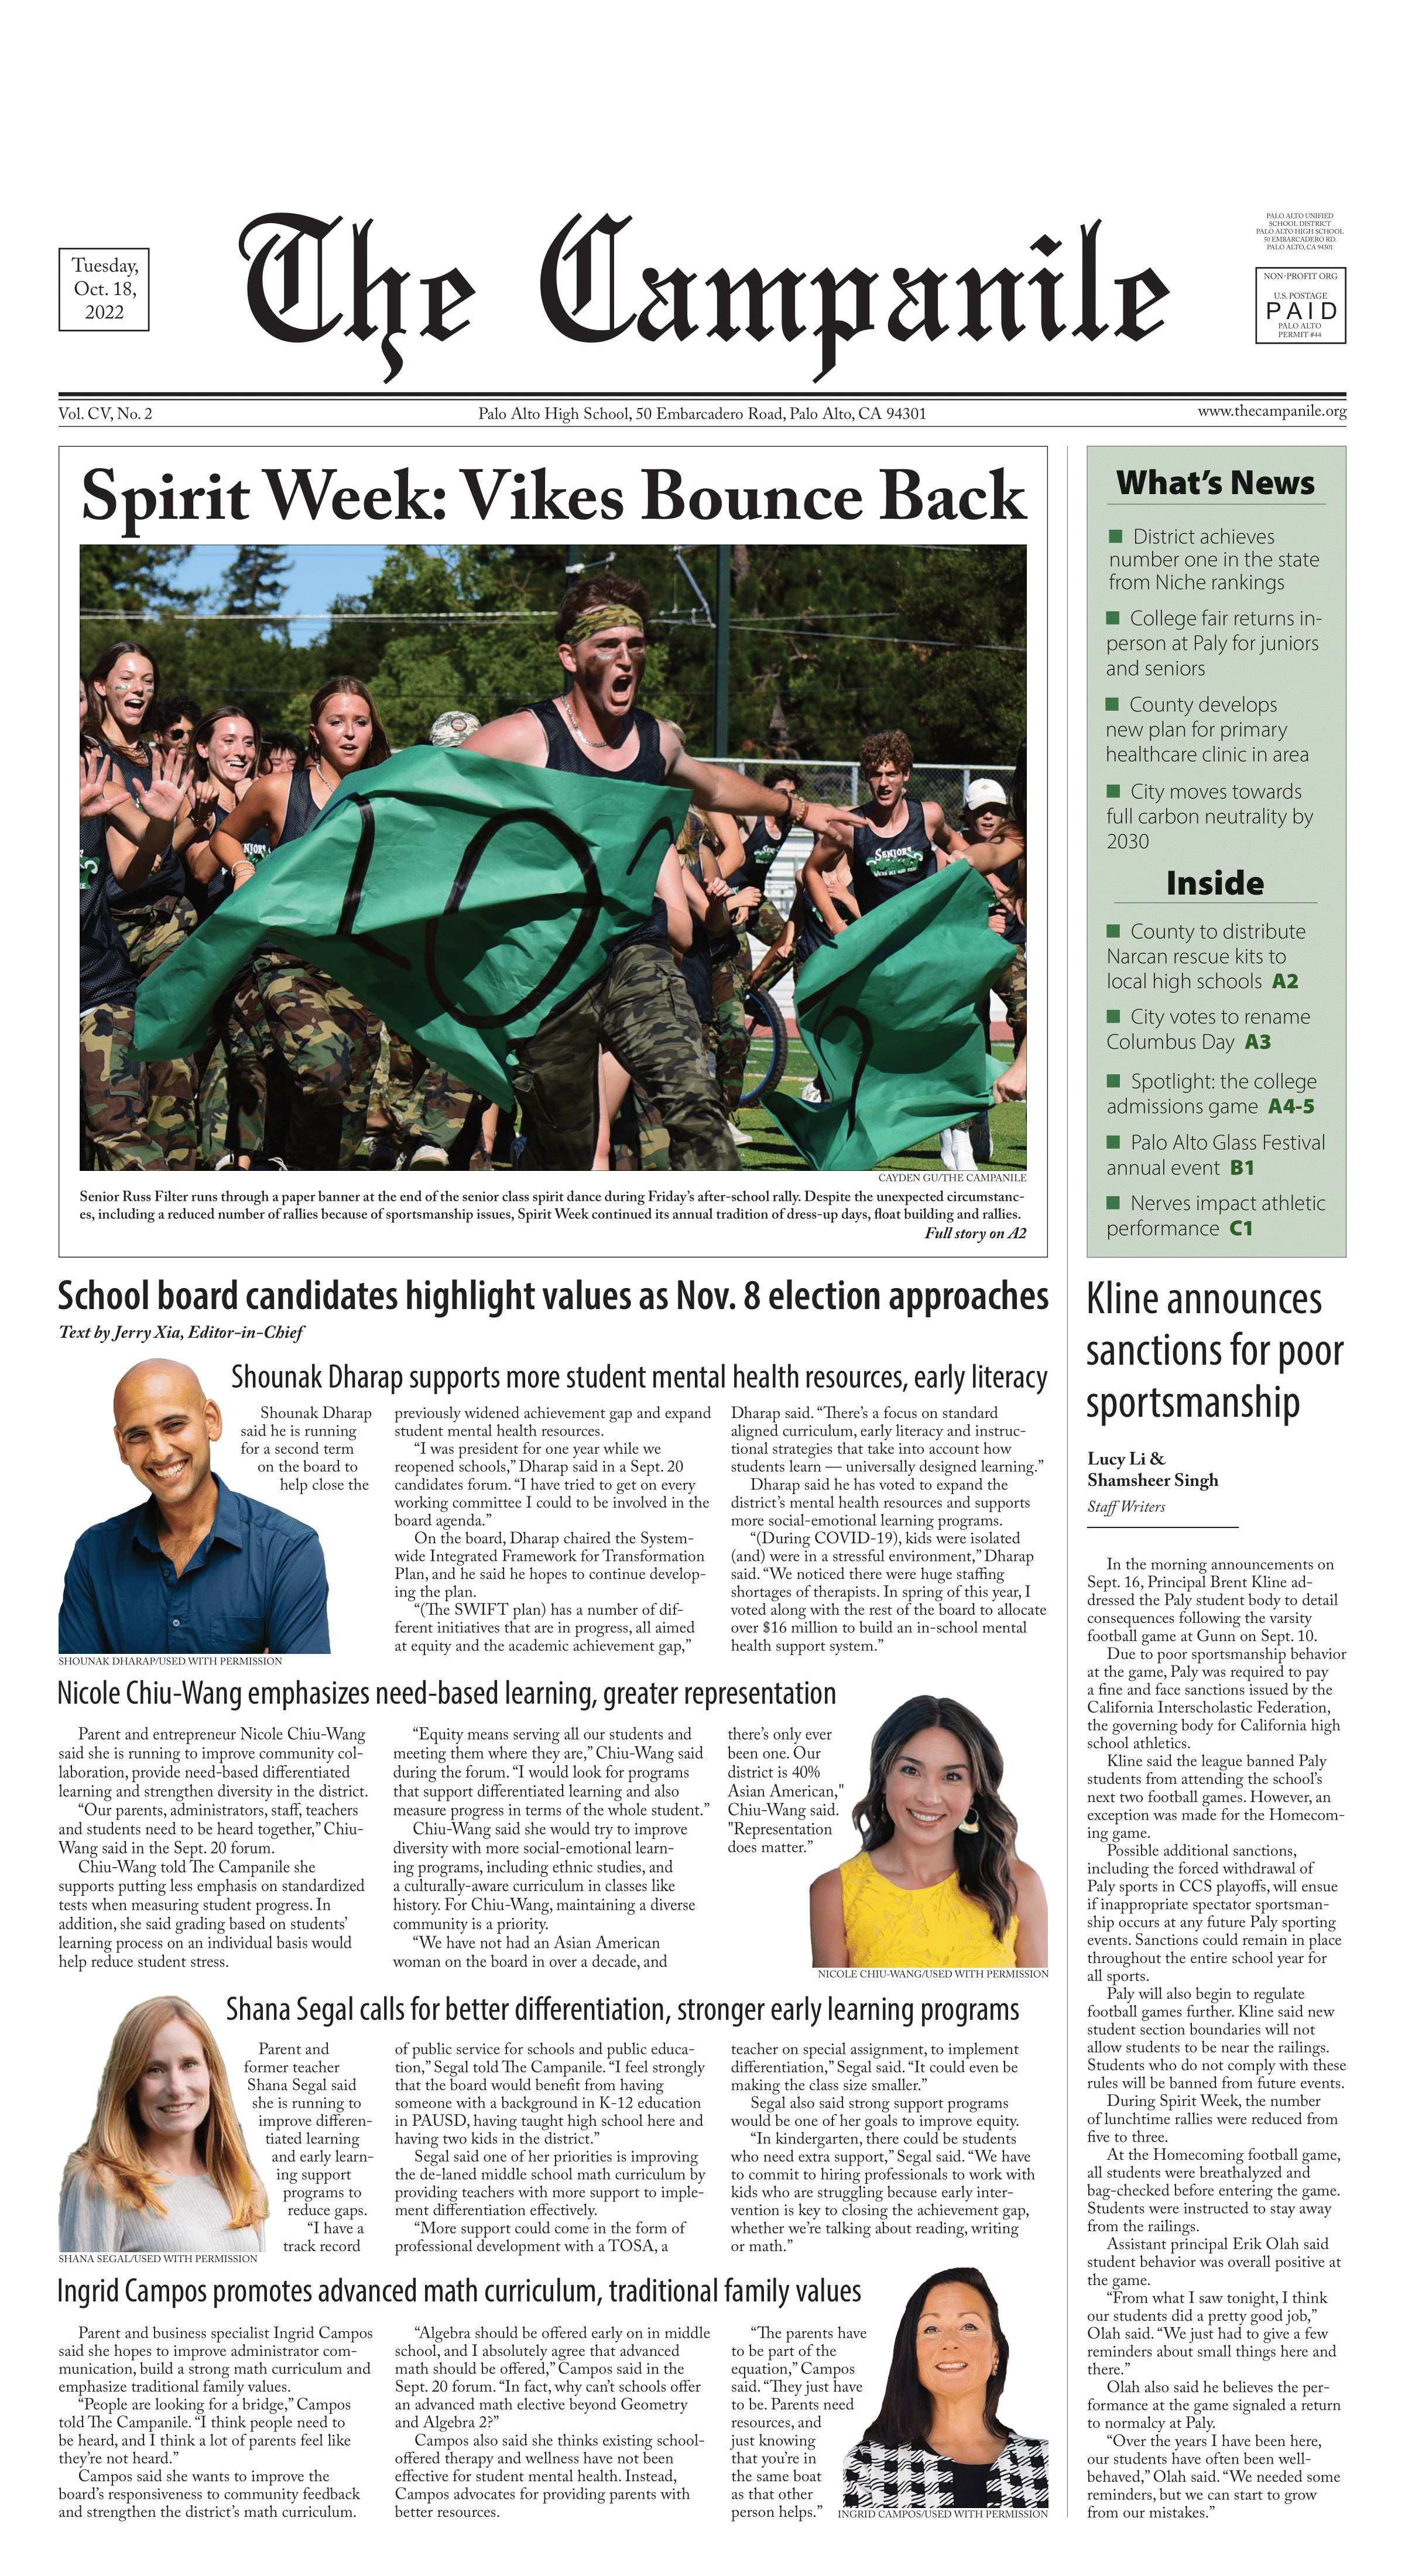 Tuesday,
Oct. 18,
2022
The Campanile
PALO ALTO UNIFIED
SCHOOL DISTRICT
PALO ALTO HIGH SCHOOL
50 EMBARCADERO RD.
PALO ALTO, CA 94301
NON-PROFIT ORG
U.S. POSTAGE
PAID
PALO ALTO
PERMIT #44
Vol. CV, No. 2
Palo Alto High School, 50 Embarcadero Road, Palo Alto, CA 94301
www.thecampanile.org
Spirit Week: Vikes Bounce Back
SENIORS
CAYDEN GU/THE CAMPANILE
Senior Russ Filter runs through a paper banner at the end of the senior class spirit dance during Friday’s after-school rally. Despite the unexpected circumstanc-
es, including a reduced number of rallies because of sportsmanship issues, Spirit Week continued its annual tradition of dress-up days, float building and rallies.
Full story on A2
What’s News
■ District achieves
number one in the state
from Niche rankings
■ College fair returns in-
person at Paly for juniors
and seniors
■ County develops
new plan for primary
healthcare clinic in area
■ City moves towards
full carbon neutrality by
2030
Inside
■ County to distribute
Narcan rescue kits to
local high schools A2
■ City votes to rename
Columbus Day A3
■ Spotlight: the college
admissions game A4-5
■ Palo Alto Glass Festival
annual event B1
■ Nerves impact athletic
performance C1
School board candidates highlight values as Nov. 8 election approaches
Text by Jerry Xia, Editor-in-Chief
Shounak Dharap supports more student mental health resources, early literacy
Shounak Dharap
said he is running
for a second term
on the board to
help close the
previously widened achievement gap and expand
student mental health resources.
“I was president for one year while we
reopened schools,” Dharap said in a Sept. 20
candidates forum. “I have tried to get on every
working committee I could to be involved in the
board agenda.”
On the board, Dharap chaired the System-
wide Integrated Framework for Transformation
Plan, and he said he hopes to continue develop-
ing the plan.
“(The SWIFT plan) has a number of dif-
ferent initiatives that are in progress, all aimed
at equity and the academic achievement gap,”
Dharap said. “There’s a focus on standard
aligned curriculum, early literacy and instruc-
tional strategies that take into account how
students learn — universally designed learning.”
Dharap said he has voted to expand the
district’s mental health resources and supports
more social-emotional learning programs.
“(During COVID-19), kids were isolated
(and) were in a stressful environment,” Dharap
said. “We noticed there were huge staffing
shortages of therapists. In spring of this year, I
voted along with the rest of the board to allocate
over $16 million to build an in-school mental
health support system.”
SHOUNAK DHARAP/USED WITH PERMISSION
Nicole Chiu-Wang emphasizes need-based learning, greater representation
Parent and entrepreneur Nicole Chiu-Wang
said she is running to improve community col-
laboration, provide need-based differentiated
learning and strengthen diversity in the district.
“Our parents, administrators, staff, teachers
and students need to be heard together,” Chiu-
Wang said in the Sept. 20 forum.
Chiu-Wang told The Campanile she
supports putting less emphasis on standardized
tests when measuring student progress. In
addition, she said grading based on students’
learning process on an individual basis would
help reduce student stress.
“Equity means serving all our students and
meeting them where they are,” Chiu-Wang said
during the forum. “I would look for programs
that support differentiated learning and also
measure progress in terms of the whole student.”
Chiu-Wang said she would try to improve
diversity with more social-emotional learn-
ing programs, including ethnic studies, and
a culturally-aware curriculum in classes like
history. For Chiu-Wang, maintaining a diverse
community is a priority.
“We have not had an Asian American
woman on the board in over a decade, and
there’s only ever
been one. Our
district is 40%
Asian American,"
Chiu-Wang said.
"Representation
does matter.”
NICOLE CHIU-WANG/USED WITH PERMISSION
Shana Segal calls for better differentiation, stronger early learning programs
Parent and
former teacher
Shana Segal said
she is running to
improve differen-
tiated learning
and early learn-
ing support
programs to
reduce gaps.
“I have a
track record
of public service for schools and public educa-
tion,” Segal told The Campanile. “I feel strongly
that the board would benefit from having
someone with a background in K-12 education
in PAUSD, having taught high school here and
having two kids in the district.”
Segal said one of her priorities is improving
the de-laned middle school math curriculum by
providing teachers with more support to imple-
ment differentiation effectively.
“More support could come in the form of
professional development with a TOSA, a
teacher on special assignment, to implement
differentiation,” Segal said. “It could even be
making the class size smaller.”
Segal also said strong support programs
would be one of her goals to improve equity.
“In kindergarten, there could be students
who need extra support,” Segal said. “We have
to commit to hiring professionals to work with
kids who are struggling because early inter-
vention is key to closing the achievement gap,
whether we’re talking about reading, writing
or math.”
SHANA SEGAL/USED WITH PERMISSION
Ingrid Campos promotes advanced math curriculum, traditional family values
Parent and business specialist Ingrid Campos
said she hopes to improve administrator com-
munication, build a strong math curriculum and
emphasize traditional family values.
“People are looking for a bridge,” Campos
told The Campanile. “I think people need to
be heard, and I think a lot of parents feel like
they’re not heard.”
Campos said she wants to improve the
board’s responsiveness to community feedback
and strengthen the district’s math curriculum.
“Algebra should be offered early on in middle
school, and I absolutely agree that advanced
math should be offered,” Campos said in the
Sept. 20 forum. “In fact, why can’t schools offer
an advanced math elective beyond Geometry
and Algebra 2?”
Campos also said she thinks existing school-
offered therapy and wellness have not been
effective for student mental health. Instead,
Campos advocates for providing parents with
better resources.
“The parents have
to be part of the
equation,” Campos
said. “They just have
to be. Parents need
resources, and
just knowing
that you’re in
the same boat
as that other
person helps.”
INGRID CAMPOS/USED WITH PERMISSION
Kline announces
sanctions for poor
sportsmanship
Lucy Li &
Shamsheer Singh
Staff Writers
In the morning announcements on
Sept. 16, Principal Brent Kline ad-
dressed the Paly student body to detail
consequences following the varsity
football game at Gunn on Sept. 10.
Due to poor sportsmanship behavior
at the game, Paly was required to pay
a fine and face sanctions issued by the
California Interscholastic Federation,
the governing body for California high
school athletics.
Kline said the league banned Paly
students from attending the school’s
next two football games. However, an
exception was made for the Homecom-
ing game.
Possible additional sanctions,
including the forced withdrawal of
Paly sports in CCS playoffs, will ensue
if inappropriate spectator sportsman-
ship occurs at any future Paly sporting
events. Sanctions could remain in place
throughout the entire school year for
all sports.
Paly will also begin to regulate
football games further. Kline said new
student section boundaries will not
allow students to be near the railings.
Students who do not comply with these
rules will be banned from future events.
During Spirit Week, the number
of lunchtime rallies were reduced from
five to three.
At the Homecoming football game,
all students were breathalyzed and
bag-checked before entering the game.
Students were instructed to stay away
from the railings.
Assistant principal Erik Olah said
student behavior was overall positive at
the game.
“From what I saw tonight, I think
our students did a pretty good job,”
Olah said. “We just had to give a few
reminders about small things here and
there.”
Olah also said he believes the per-
formance at the game signaled a return
to normalcy at Paly.
“Over the years I have been here,
our students have often been well-
behaved,” Olah said. “We needed some
reminders, but we can start to grow
from our mistakes.”